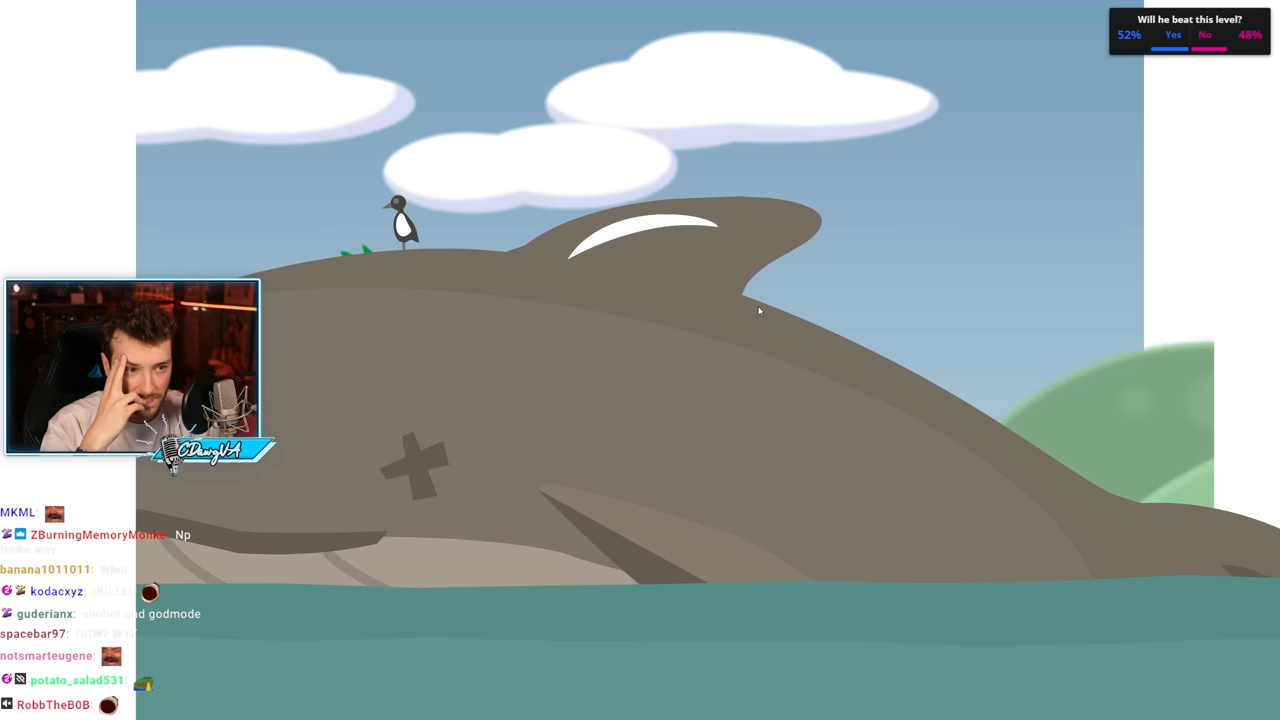 Will he beat this level?
52% Yes No 48%
CDawgVA
MKML:
ZBurningMemoryMonke Np
banana1011011:
kodacxyz:
guderianx: nd godmode
spacebar97:
notsmarteugene:
potato_salad531:
RobbTheB0B: